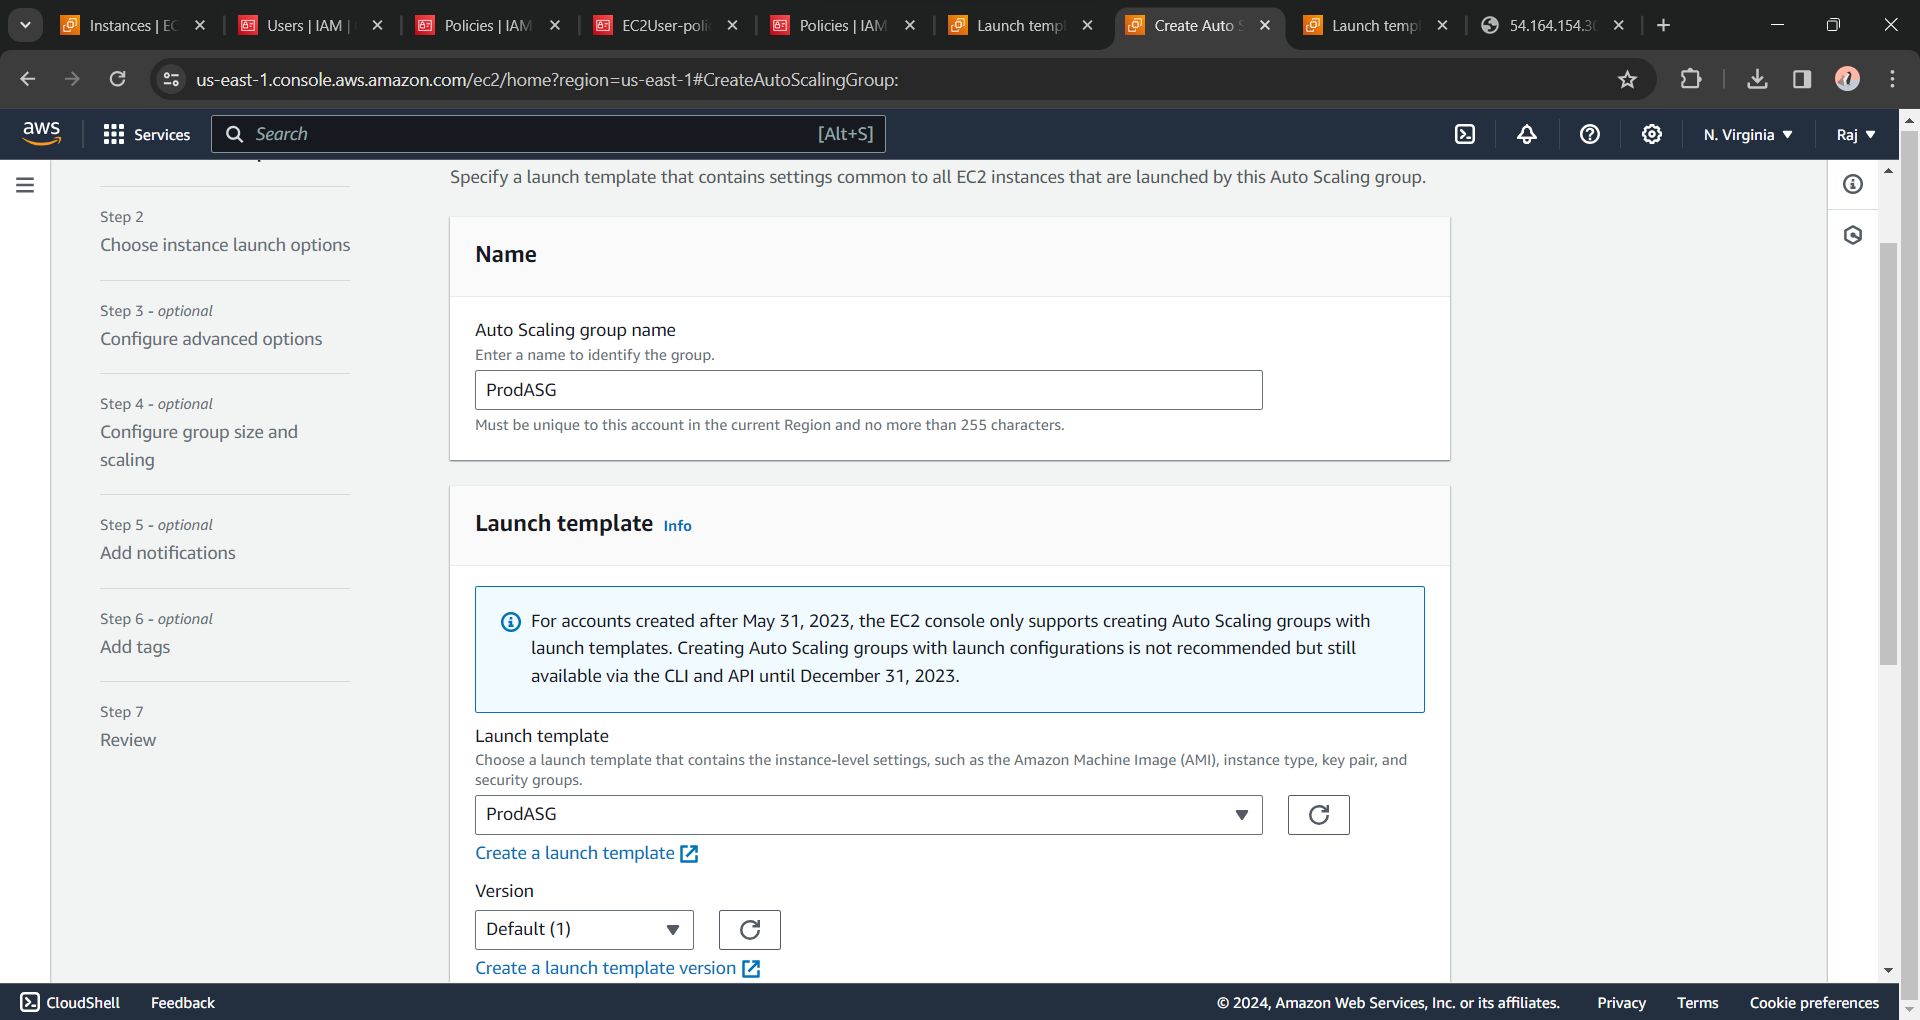 Instances | EC
Users | IAM |
Policies | IAM
EC2User-poli
Policies | IAM
Launch temp
Create Auto S
Launch temp
54.164.154.30
us-east-1.console.aws.amazon.com/ec2/home?region=us-east-1#CreateAutoScalingGroup:
aws
Services
Search
[Alt+S]
N. Virginia
Raj
Specify a launch template that contains settings common to all EC2 instances that are launched by this Auto Scaling group.
Step 2
Choose instance launch options
Step 3 - optional
Configure advanced options
Step 4 - optional
Configure group size and
scaling
Step 5 - optional
Add notifications
Step 6 - optional
Add tags
Step 7
Review
Name
Auto Scaling group name
Enter a name to identify the group.
ProdASG
Must be unique to this account in the current Region and no more than 255 characters.
Launch template Info
For accounts created after May 31, 2023, the EC2 console only supports creating Auto Scaling groups with
launch templates. Creating Auto Scaling groups with launch configurations is not recommended but still
available via the CLI and API until December 31, 2023.
Launch template
Choose a launch template that contains the instance-level settings, such as the Amazon Machine Image (AMI), instance type, key pair, and
security groups.
ProdASG
Create a launch template
Version
Default (1)
Create a launch template version
CloudShell
Feedback
© 2024, Amazon Web Services, Inc. or its affiliates.
Privacy
Terms
Cookie preferences